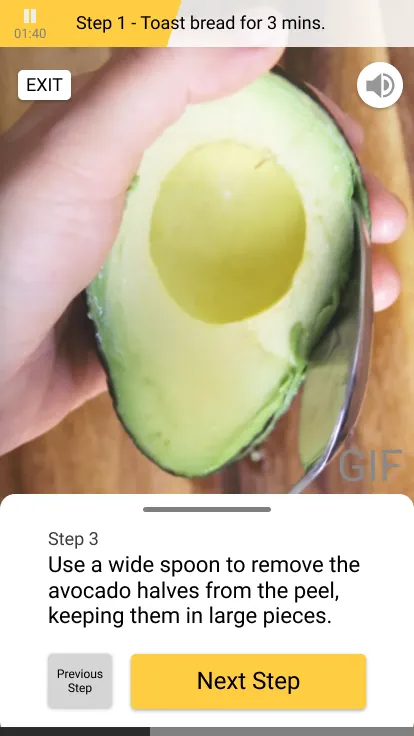 Step 1 - Toast bread for 3 mins.
01:40
EXIT
GIF
Step 3
Use a wide spoon to remove the
avocado halves from the peel,
keeping them in large pieces.
Previous
Step
Next Step